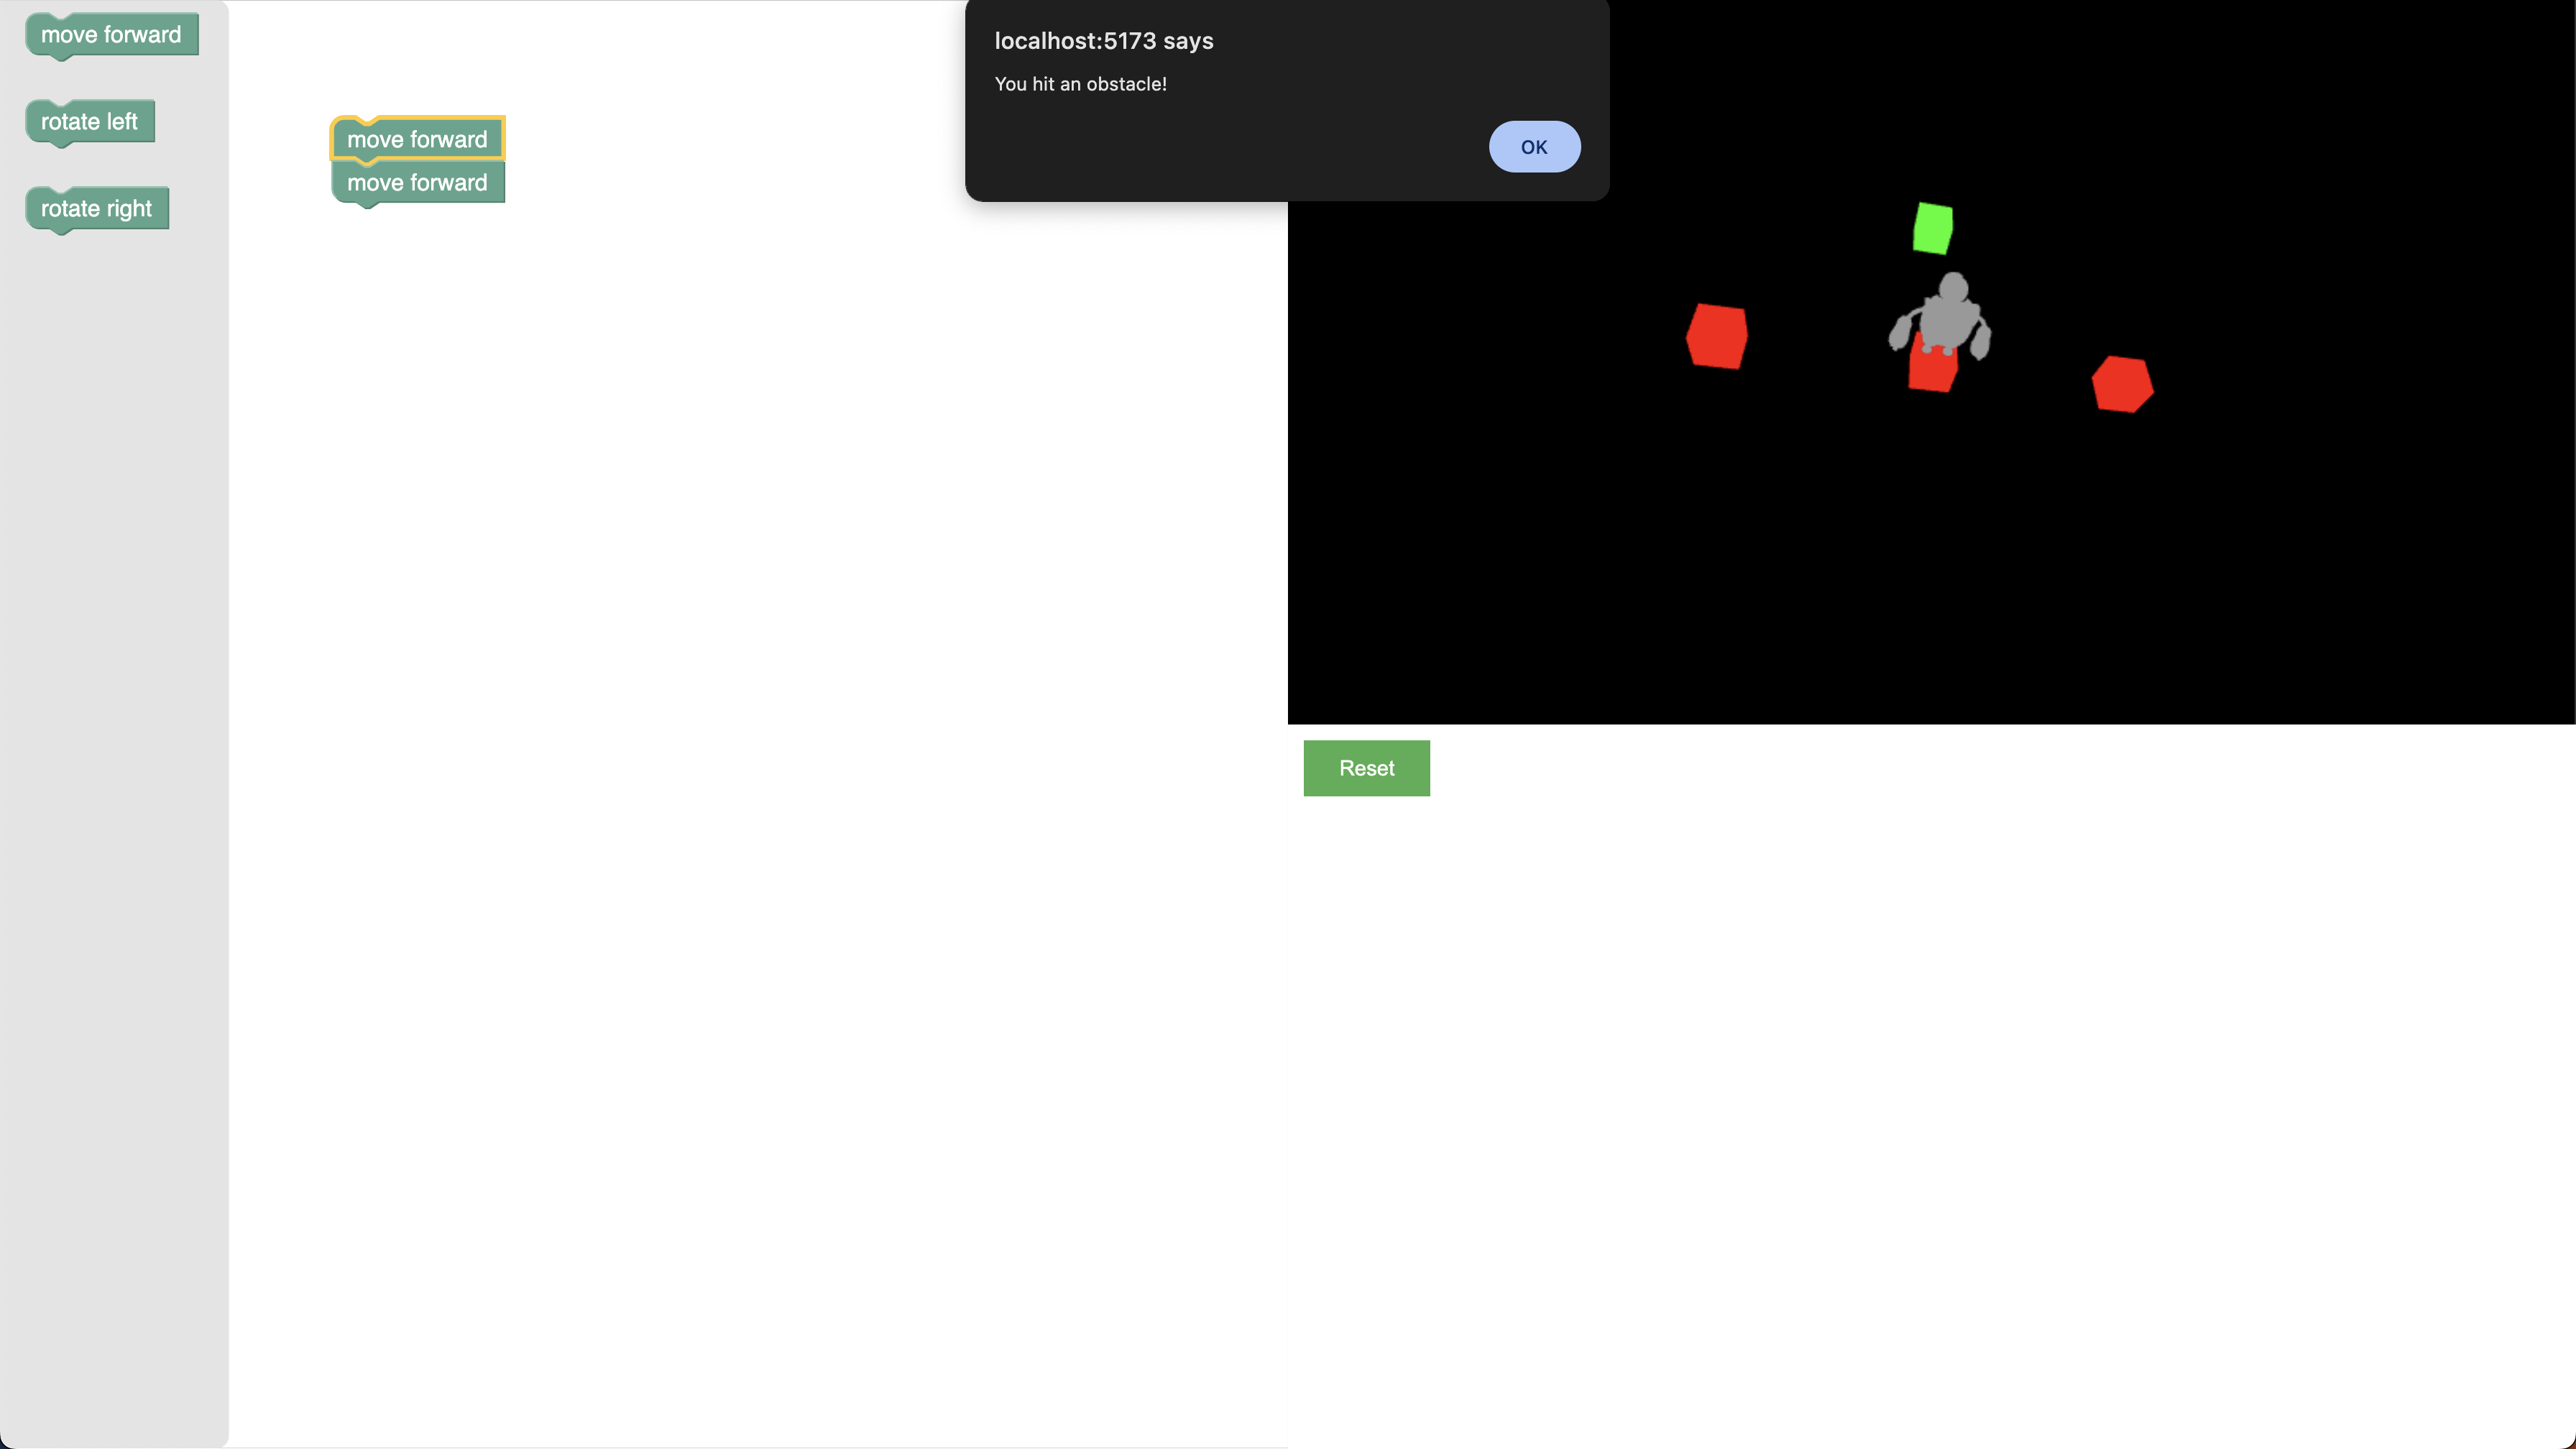 move forward
rotate left
rotate right
move forward
move forward
localhost:5173 says
You hit an obstacle!
OK
Reset